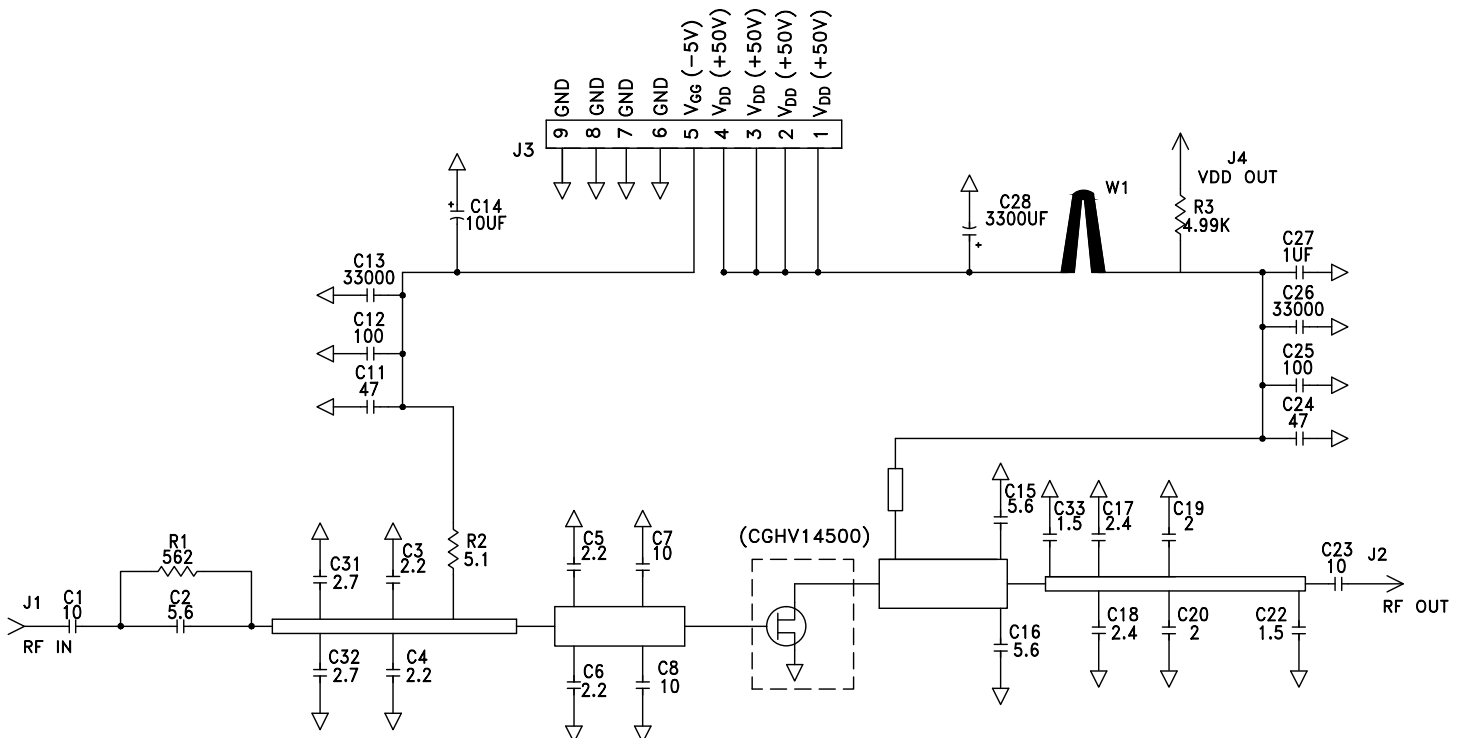 GND
GND
GND
GND
VGG (-5V)
VDD (+50V)
VDD (+50V)
VDD (+50V)
VDD (+50V)
9 8 7 6 5 4 3 2 1
J3
C14
10UF
C28
3300UF
W1
J4
VDD OUT
R3
4.99K
C13
33000
C12
100
C11
47
C27
1UF
C26
33000
C25
100
C24
47
J1
RF IN
C1
10
R1
562
C2
5.6
C31
2.7
C3
2.2
R2
5.1
C32
2.7
C4
2.2
C5
2.2
C7
10
C6
2.2
C8
10
(CGHV14500)
C15
5.6
C33
1.5
C17
2.4
C19
2
C16
5.6
C18
2.4
C20
2
C22
1.5
C23
10
J2
RF OUT